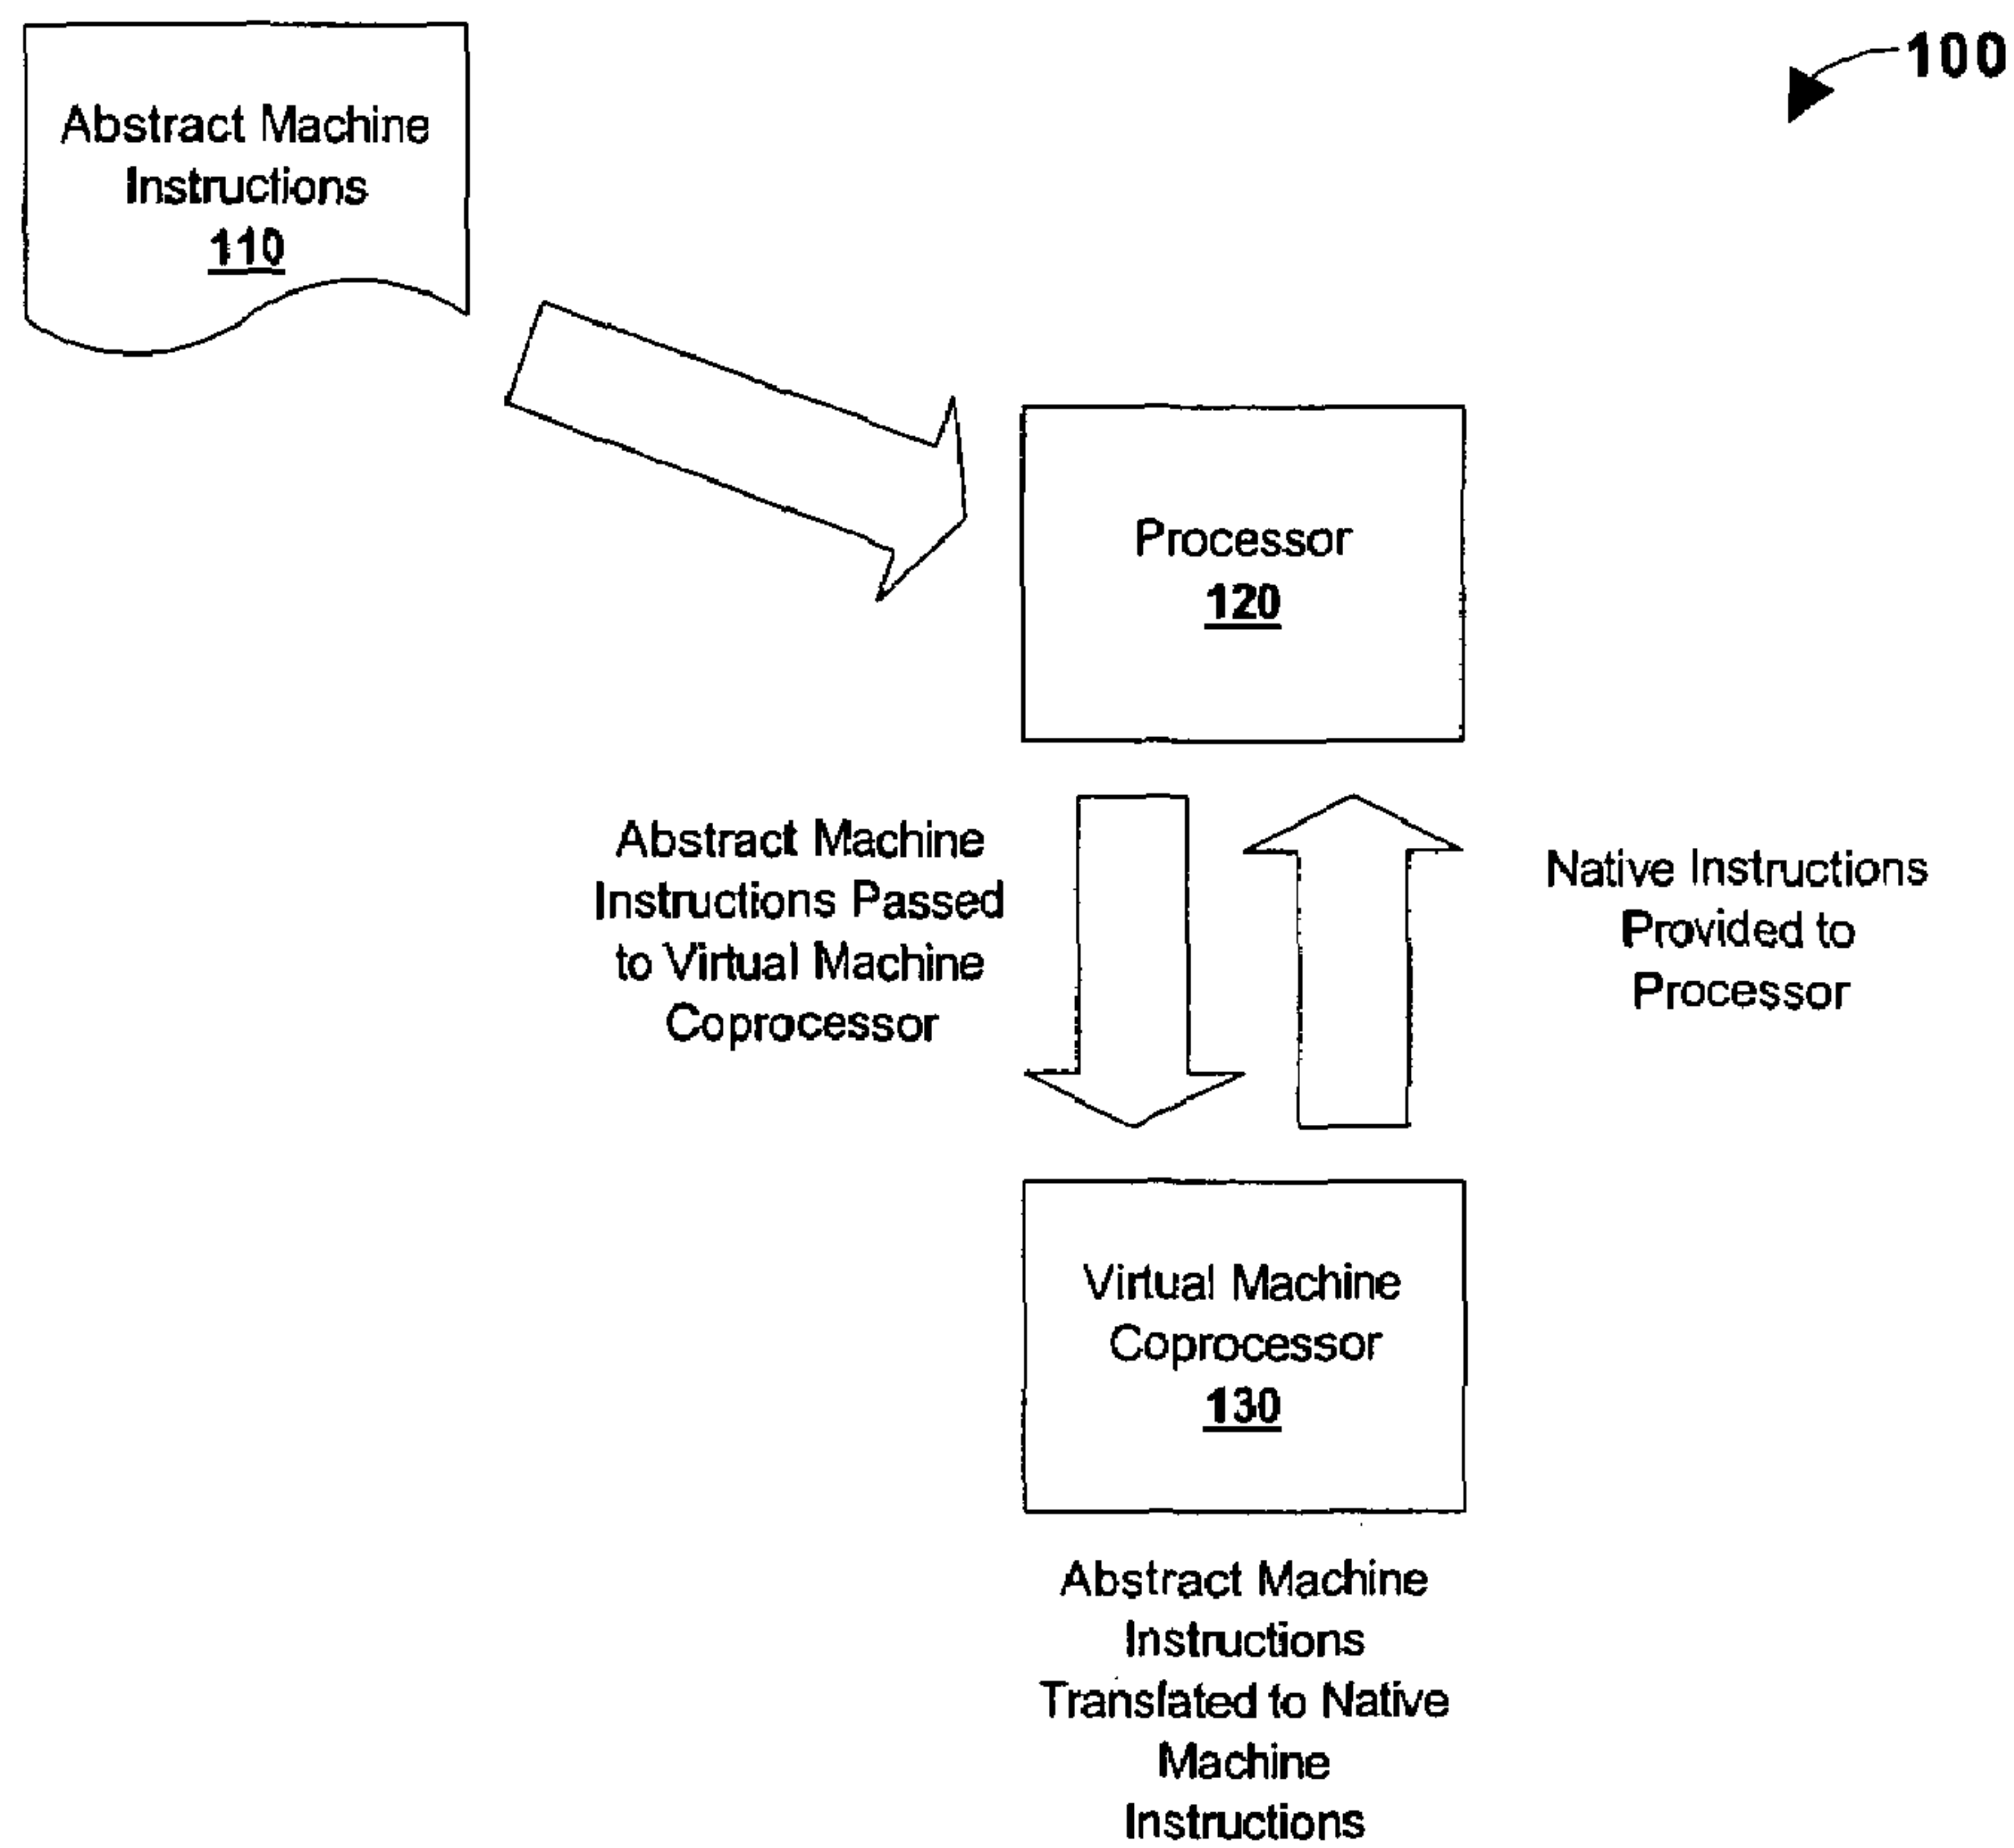 100
Abstract Machine
Instructions
110
Processor
120
Abstract Machine
Instructions Passed
to Virtual Machine
Coprocessor
Native Instructions
Provided to
Processor
Virtual Machine
Coprocessor
130
Abstract Machine
Instructions
Translated to Native
Machine
Instructions